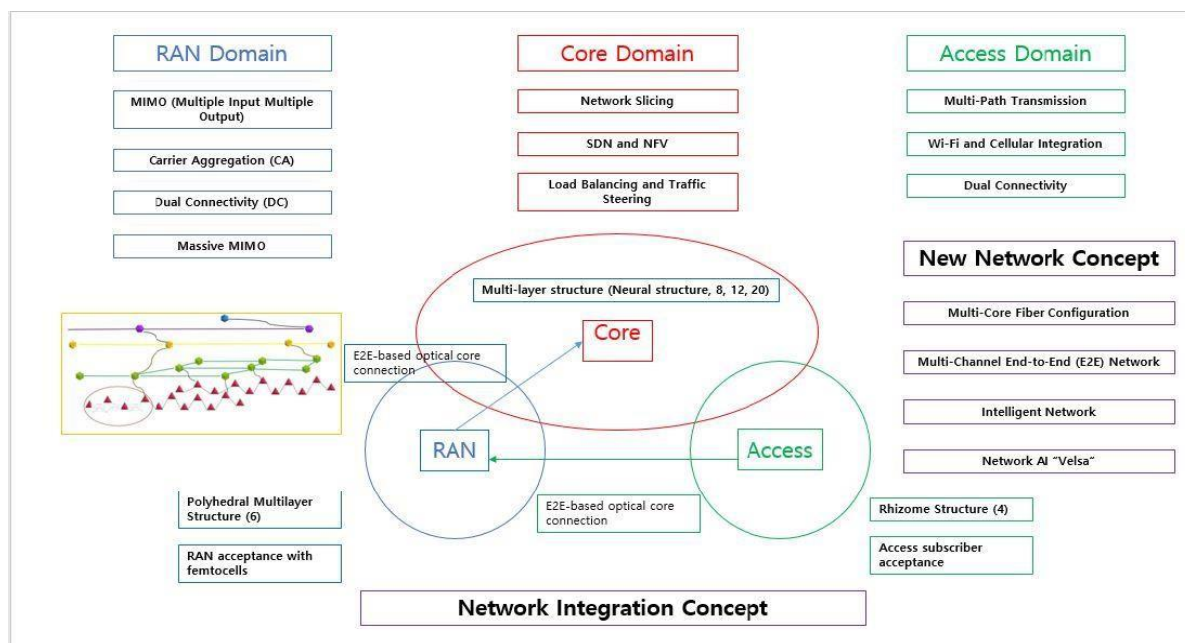 RAN Domain
MIMO (Multiple Input Multiple
Output)
Carrier Aggregation (CA)
Dual Connectivity (DC)
Massive MIMO
Core Domain
Network Slicing
SDN and NFV
Load Balancing and Traffic
Steering
Access Domain
Multi-Path Transmission
Wi-Fi and Cellular Integration
Dual Connectivity
New Network Concept
Multi-Core Fiber Configuration
Multi-Channel End-to-End (E2E) Network
Intelligent Network
Network AI “Velsa“
Multi-layer structure (Neural structure, 8, 12, 20)
Core
E2E-based optical core
connection
RAN
Access
E2E-based optical core
connection
Polyhedral Multilayer
Structure (6)
RAN acceptance with
femtocells
Rhizome Structure (4)
Access subscriber
acceptance
Network Integration Concept